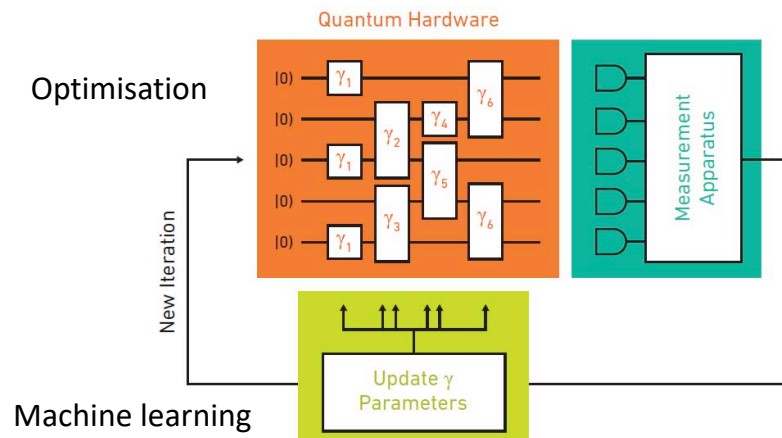 Quantum Hardware
Optimisation
|0⟩ γ1 γ6
|0⟩ γ2 γ4
|0⟩ γ1 γ5
|0⟩ γ3
|0⟩ γ1 γ6
Measurement
Apparatus
New Iteration
Update γ
Parameters
Machine learning